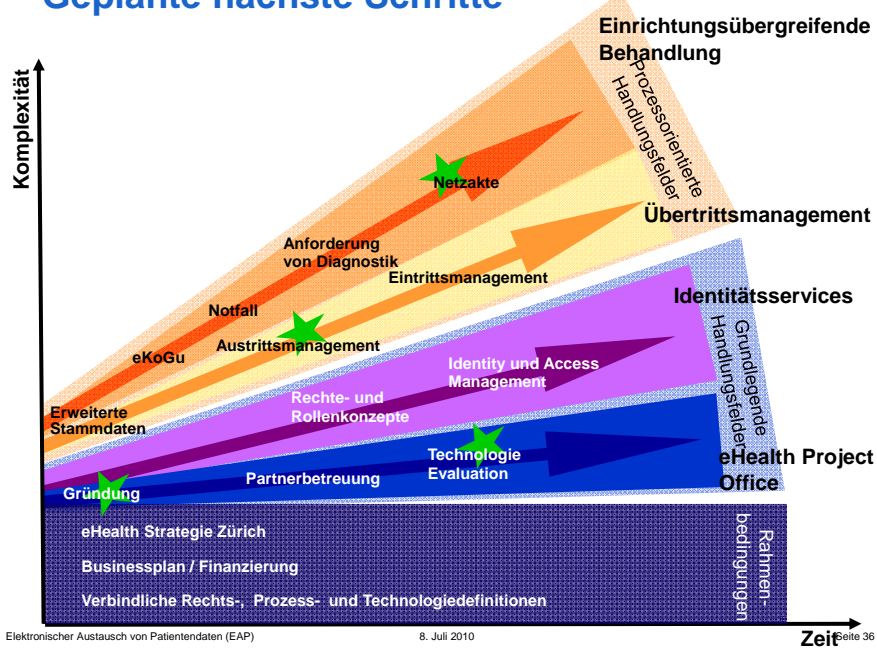 Geplante nächste Schritte
Einrichtungsübergreifende
Behandlung
Komplexität
Prozessorientierte
Handlungsfelder
Netzakte
Übertrittsmanagement
Anforderung
von Diagnostik
Eintrittsmanagement
Notfall
Identitätsservices
Austrittsmanagement
eKoGu
Grundlegende
Handlungsfelder
Identity und Access
Management
Rechte- und
Rollenkonzepte
Erweiterte
Stammdaten
Technologie
Evaluation
eHealth Project
Office
Partnerbetreuung
Gründung
eHealth Strategie Zürich
Businessplan / Finanzierung
Verbindliche Rechts-, Prozess- und Technologiedefinitionen
Rahmen-
bedingungen
Zeit
Elektronischer Austausch von Patientendaten (EAP)
8. Juli 2010
Seite 36